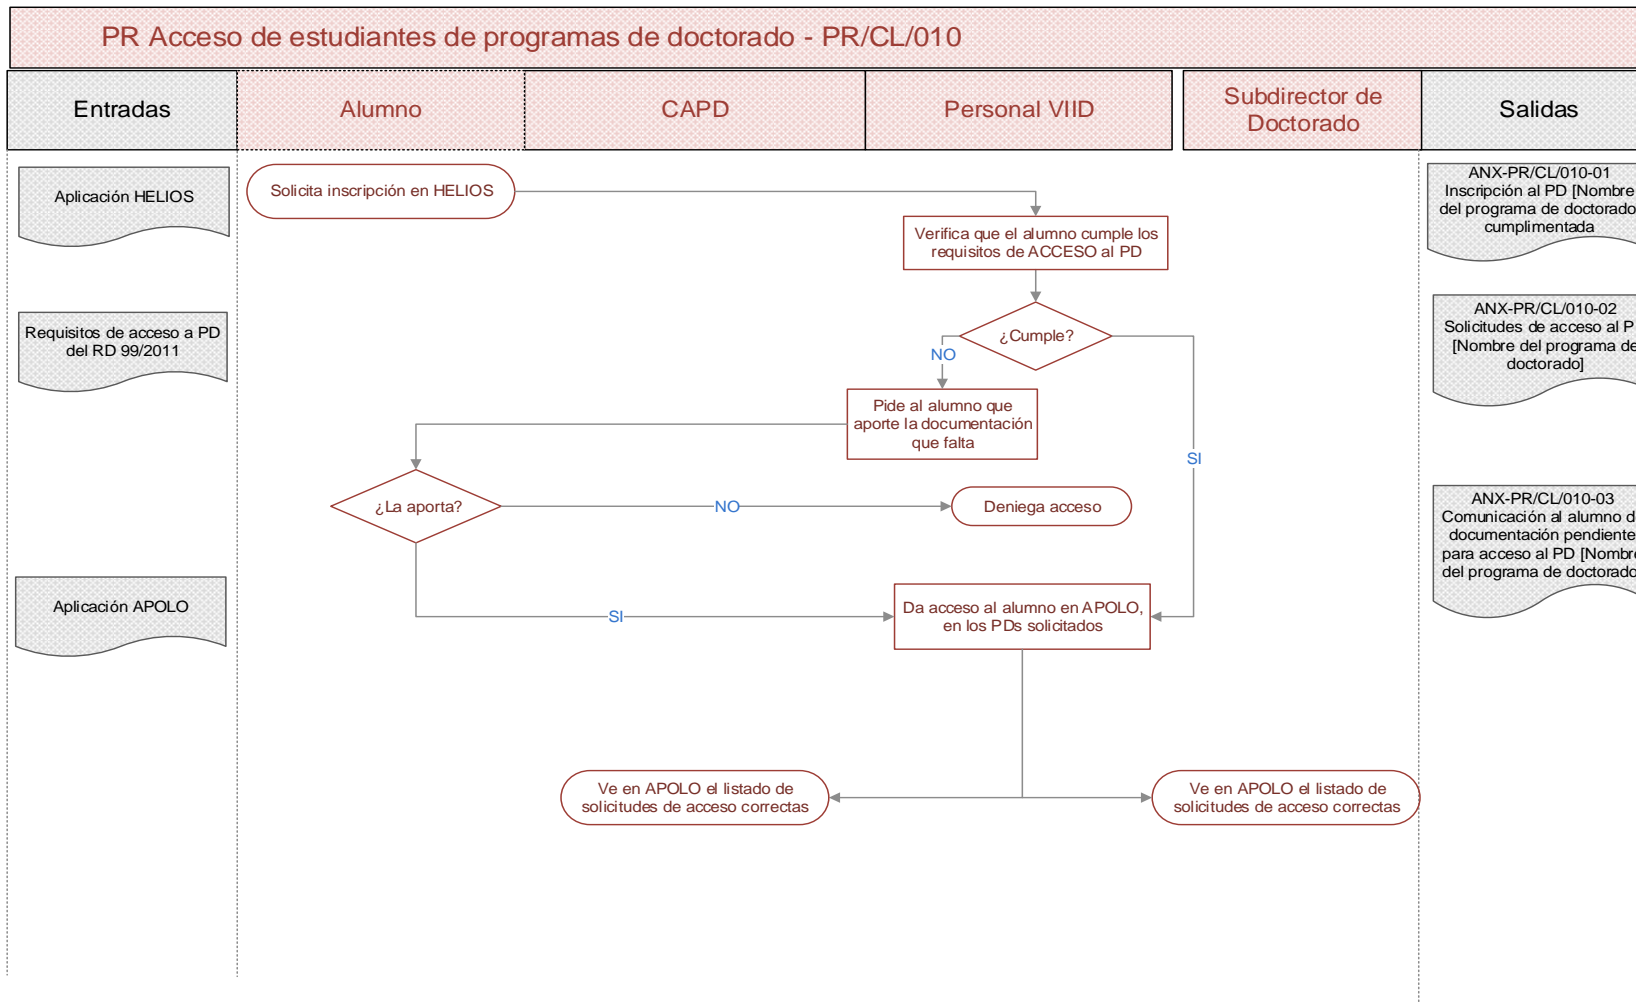 PR Acceso de estudiantes de programas de doctorado - PR/CL/010
Entradas
Alumno
CAPD
Personal VIID
Subdirector de
Doctorado
Salidas
Aplicación HELIOS
Solicita inscripción en HELIOS
ANX-PR/CL/010-01
Inscripción al PD [Nombre
del programa de doctorado
cumplimentada
Verifica que el alumno cumple los
requisitos de ACCESO al PD
Requisitos de acceso a PD
del RD 99/2011
¿Cumple?
NO
SI
ANX-PR/CL/010-02
Solicitudes de acceso al P
[Nombre del programa de
doctorado]
Pide al alumno que
aporte la documentación
que falta
¿La aporta?
NO
Deniega acceso
ANX-PR/CL/010-03
Comunicación al alumno d
documentación pendiente
para acceso al PD [Nombre
del programa de doctorado
Aplicación APOLO
SI
Da acceso al alumno en APOLO,
en los PDs solicitados
Ve en APOLO el listado de
solicitudes de acceso correctas
Ve en APOLO el listado de
solicitudes de acceso correctas